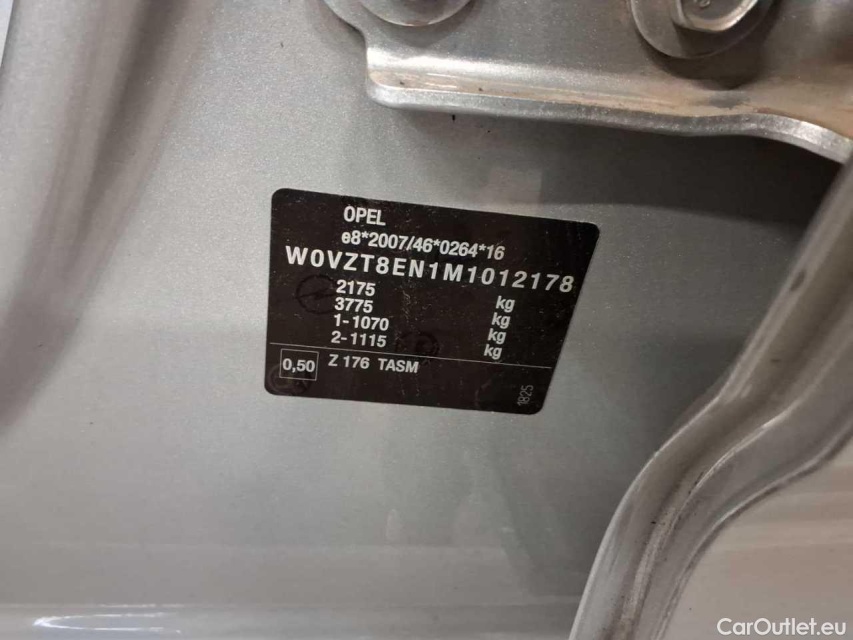 OPEL
e8*2007/46*0264*16
W0VZT8EN1M1012178
2175 kg
3775 kg
1-1070 kg
2-1115 kg
0,50 Z 176 TASM
1825
CarOutlet.eu